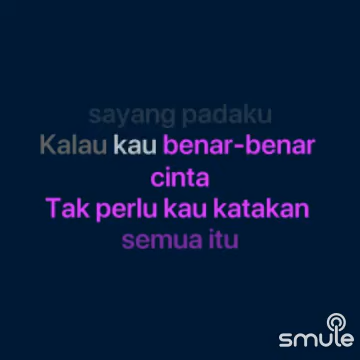 sayang padaku
Kalau kau benar-benar
cinta
Tak perlu kau katakan
semua itu
smule